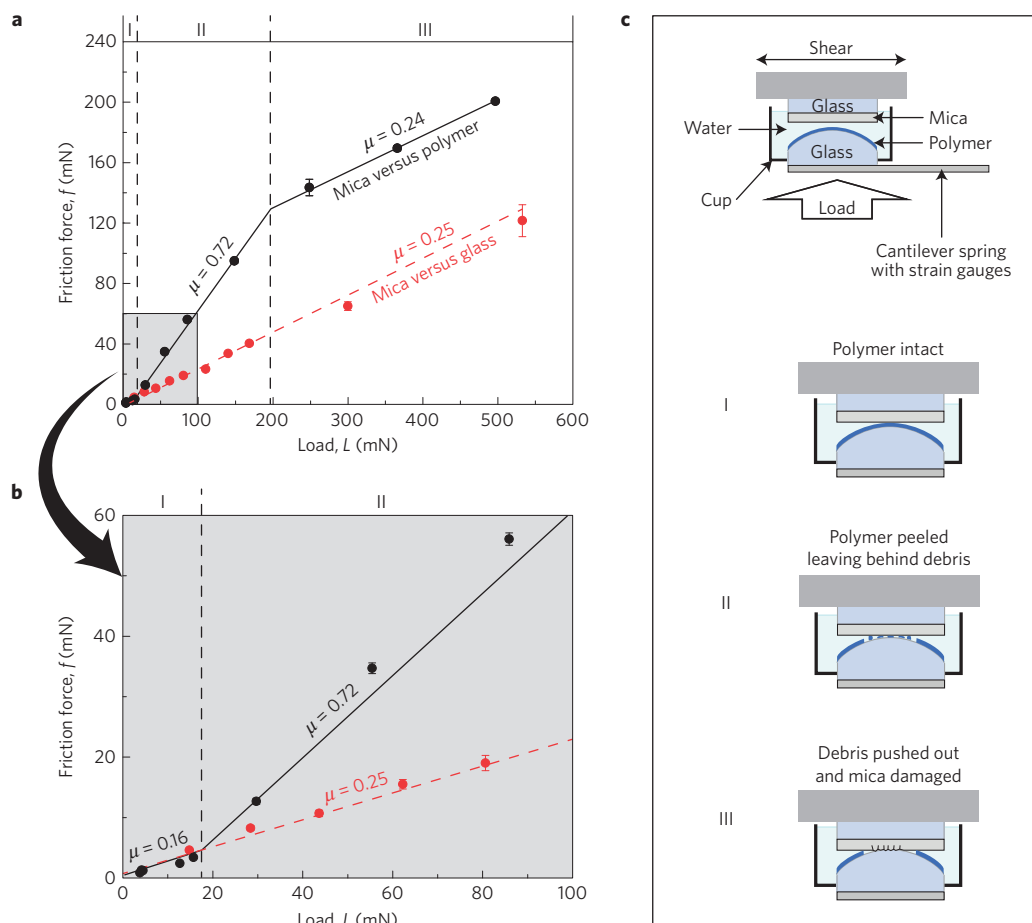 a
I
II
III
240
200
160
120
80
40
0
Friction force, f (mN)
μ = 0.24
Mica versus polymer
μ = 0.72
μ = 0.25
Mica versus glass
0
100
200
300
400
500
600
Load, L (mN)
b
I
II
60
40
20
0
Friction force, f (mN)
μ = 0.72
μ = 0.25
μ = 0.16
0
20
40
60
80
100
Load, L (mN)
c
Shear
Glass
Mica
Water
Polymer
Glass
Cup
Load
Cantilever spring
with strain gauges
Polymer intact
I
Polymer peeled
leaving behind debris
II
Debris pushed out
and mica damaged
III